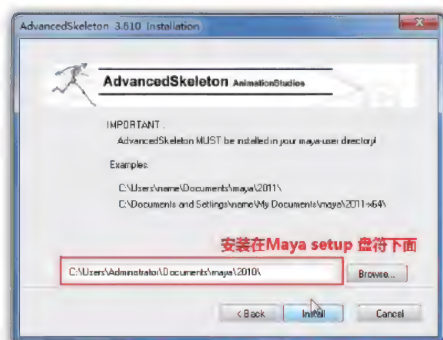 AdvancedSkeleton 3.610 Installation
AdvancedSkeleton AnimationStudios
IMPORTANT :
AdvancedSkeleton MUST be installed in your maya-user directory!
Examples:
C:\Users\name\Documents\maya\2011\
C:\Documents and Settings\name\My Documents\maya\2011-x64\
安装在Maya setup 盘符下面
C:\Users\Administrator\Documents\maya\2010\
Browse...
< Back
Install
Cancel